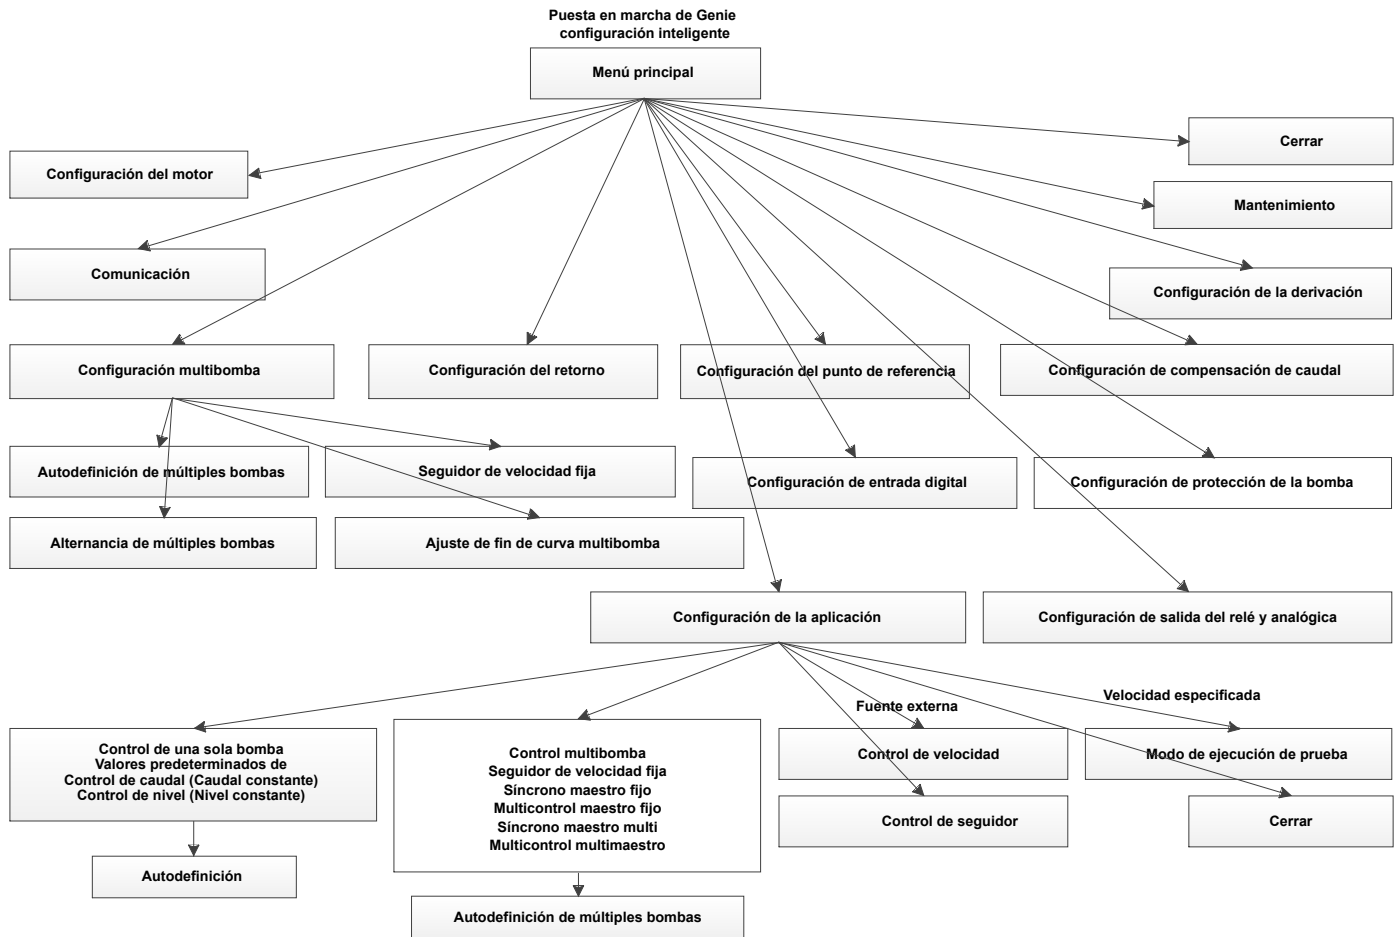 Puesta en marcha de Genie
configuración inteligente
Menú principal
Cerrar
Configuración del motor
Mantenimiento
Comunicación
Configuración de la derivación
Configuración multibomba
Configuración del retorno
Configuración del punto de referencia
Configuración de compensación de caudal
Autodefinición de múltiples bombas
Seguidor de velocidad fija
Configuración de entrada digital
Configuración de protección de la bomba
Alternancia de múltiples bombas
Ajuste de fin de curva multibomba
Configuración de la aplicación
Configuración de salida del relé y analógica
Velocidad especificada
Fuente externa
Control de una sola bomba
Valores predeterminados de
Control de caudal (Caudal constante)
Control de nivel (Nivel constante)
Control multibomba
Seguidor de velocidad fija
Síncrono maestro fijo
Multicontrol maestro fijo
Síncrono maestro multi
Multicontrol multimaestro
Control de velocidad
Modo de ejecución de prueba
Control de seguidor
Cerrar
Autodefinición
Autodefinición de múltiples bombas